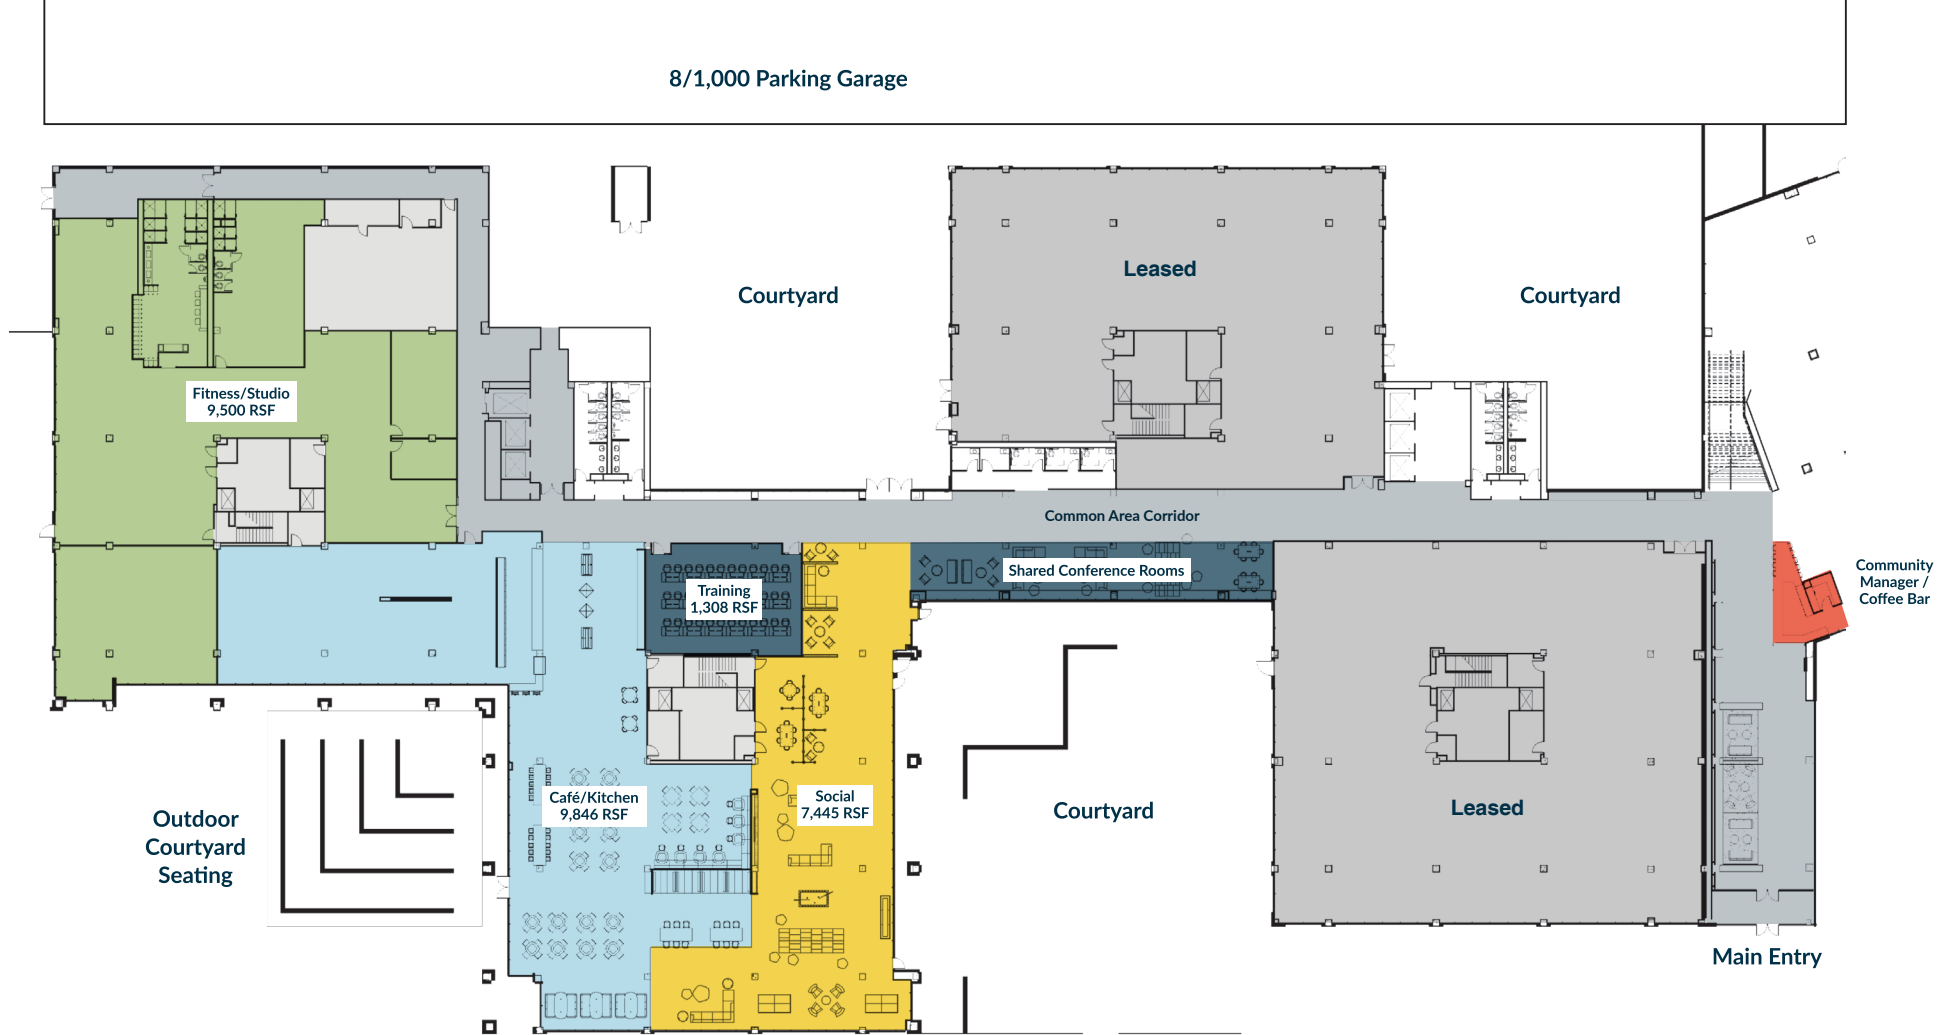 8/1,000 Parking Garage
Leased
Courtyard
Courtyard
Fitness/Studio
9,500 RSF
Common Area Corridor
Shared Conference Rooms
Training
1,308 RSF
Community
Manager /
Coffee Bar
Café/Kitchen
9,846 RSF
Social
7,445 RSF
Courtyard
Leased
Outdoor
Courtyard
Seating
Main Entry